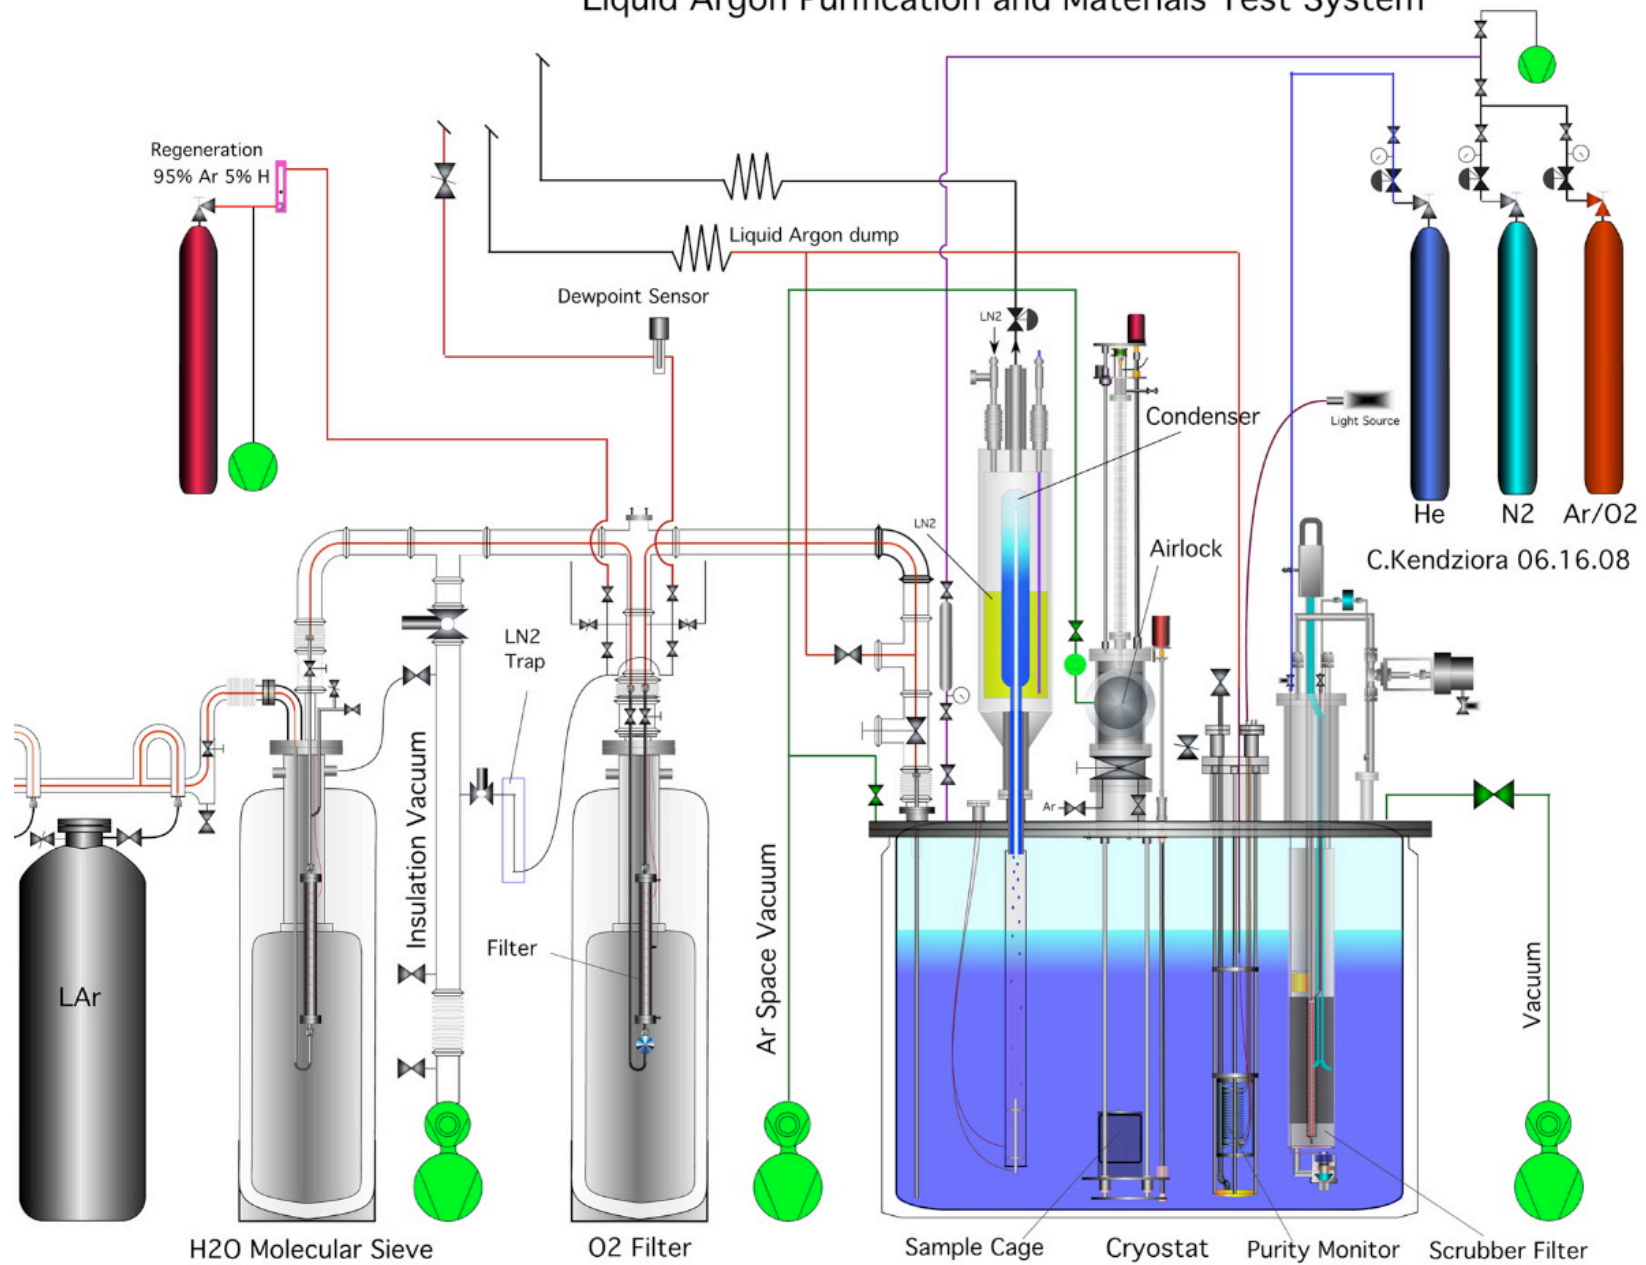 Liquid Argon Purification and Materials Test System
Regeneration
95% Ar 5% H
Liquid Argon dump
Dewpoint Sensor
LN2
Condenser
Light Source
He
N2
Ar/O2
C.Kendziora 06.16.08
LN2
Airlock
LN2
Trap
Insulation Vacuum
Ar
Filter
Ar Space Vacuum
Vacuum
LAr
H2O Molecular Sieve
O2 Filter
Sample Cage
Cryostat
Purity Monitor
Scrubber Filter